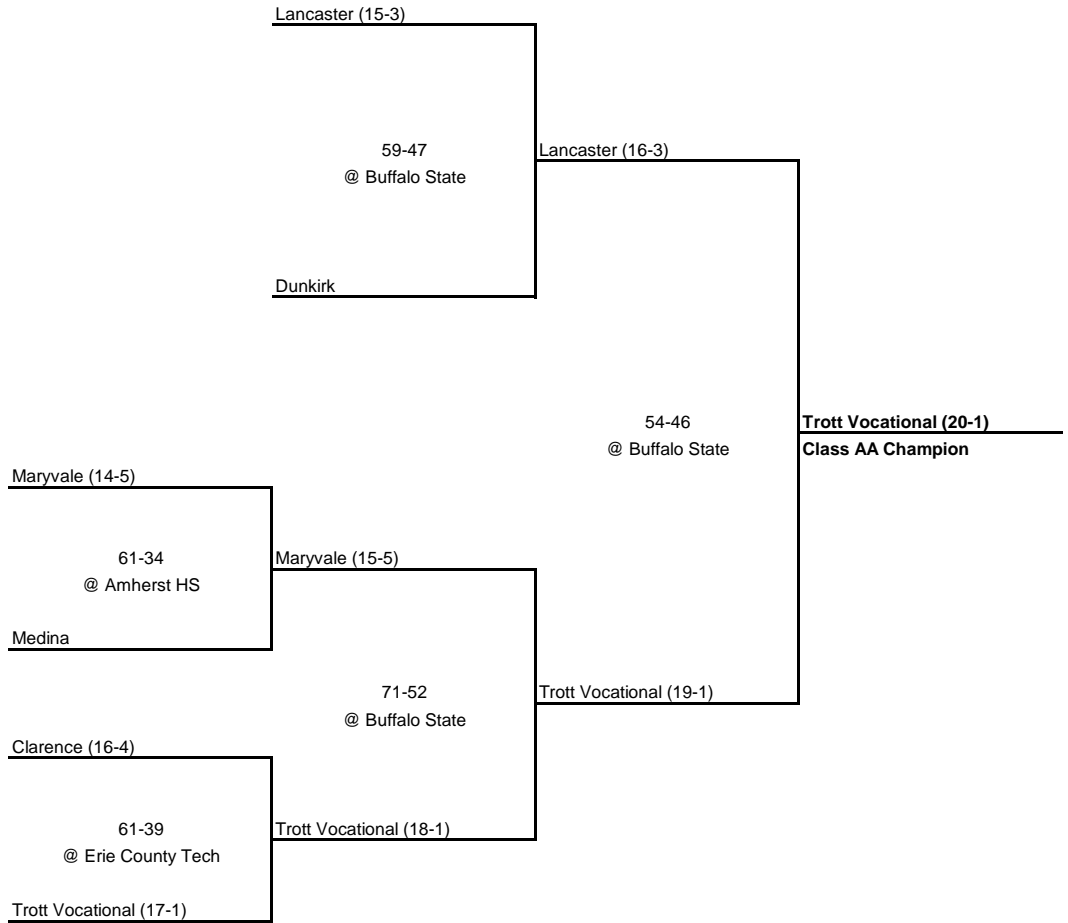 Lancaster (15-3)
59-47
Lancaster (16-3)
@ Buffalo State
Dunkirk
54-46
Trott Vocational (20-1)
@ Buffalo State
Class AA Champion
Maryvale (14-5)
61-34
Maryvale (15-5)
@ Amherst HS
Medina
71-52
Trott Vocational (19-1)
@ Buffalo State
Clarence (16-4)
61-39
Trott Vocational (18-1)
@ Erie County Tech
Trott Vocational (17-1)